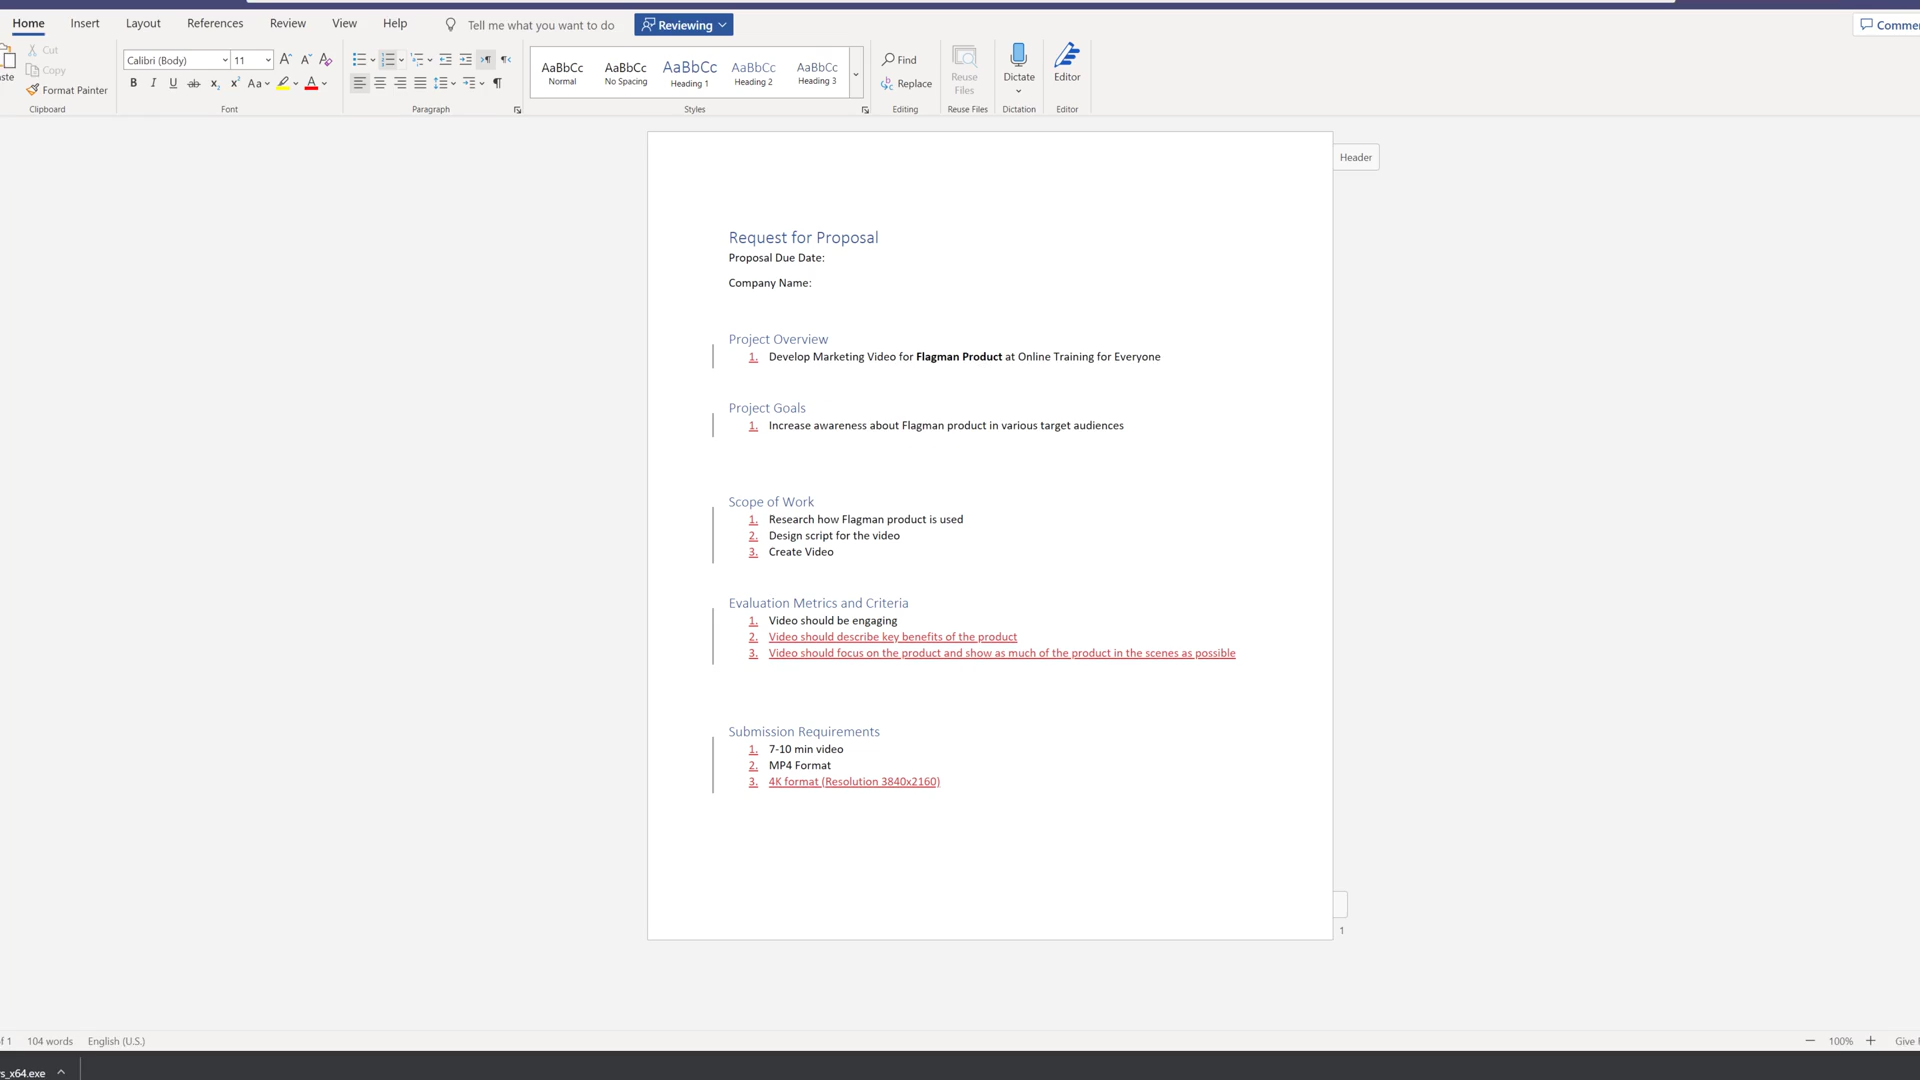 Home Insert Layout References Review View Help Tell me what you want to do Reviewing
Cut
Copy
Format Painter
Clipboard
Calibri (Body) 11
Font
Paragraph
AaBbCc AaBbCc AaBbCc AaBbCc AaBbCc
Normal No Spacing Heading 1 Heading 2 Heading 3
Styles
Find
Replace
Editing
Reuse
Files
Reuse Files
Dictate
Dictation
Editor
Editor
Header
Request for Proposal
Proposal Due Date:
Company Name:
Project Overview
1. Develop Marketing Video for Flagman Product at Online Training for Everyone
Project Goals
1. Increase awareness about Flagman product in various target audiences
Scope of Work
1. Research how Flagman product is used
2. Design script for the video
3. Create Video
Evaluation Metrics and Criteria
1. Video should be engaging
2. Video should describe key benefits of the product
3. Video should focus on the product and show as much of the product in the scenes as possible
Submission Requirements
1. 7-10 min video
2. MP4 Format
3. 4K format (Resolution 3840x2160)
1
of 1 104 words English (U.S.) 100% Give
s_x64.exe